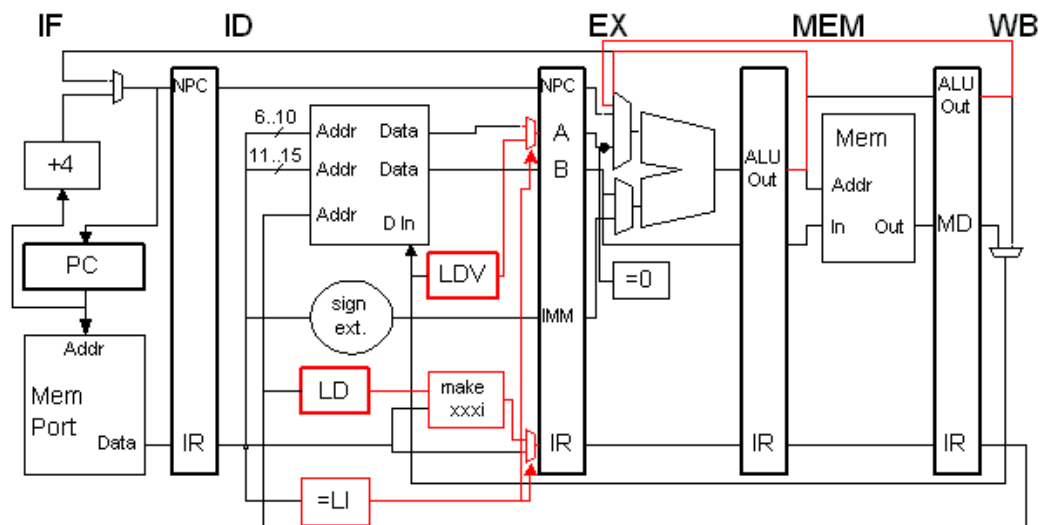 IF ID EX MEM WB
NPC
NPC
ALU
Out
6..10
11..15
Addr Data
Addr Data
Addr
D In
A
B
+4
PC
LDV
=0
ALU
Out
Mem
Addr
In Out
MD
sign
ext.
IMM
Addr
Mem
Port
Data
LD
make
xxxi
IR
IR
IR
IR
=LI